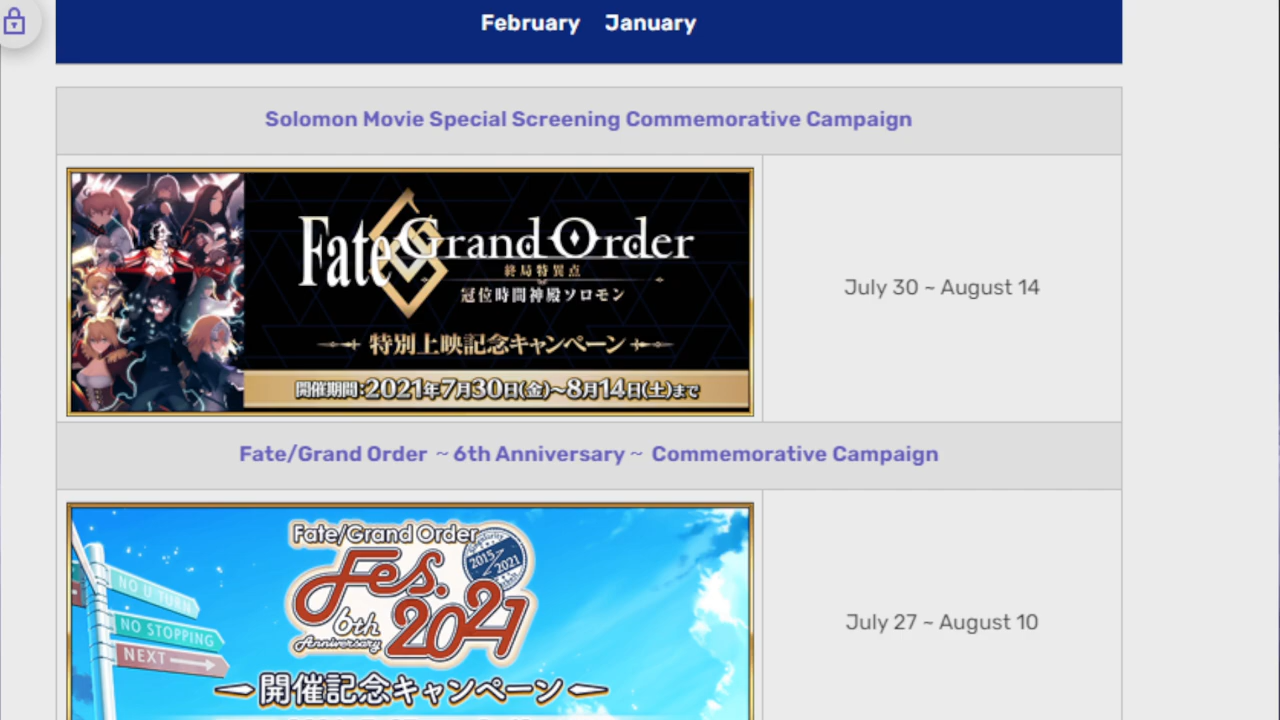 February January
Solomon Movie Special Screening Commemorative Campaign
Fate Grand Order
終局特異点
冠位時間神殿ソロモン
特別上映記念キャンペーン
開催期間:2021年7月30日(金)~8月14日(土)まで
July 30 ~ August 14
Fate/Grand Order ~ 6th Anniversary ~ Commemorative Campaign
Fate/Grand Order
Fes.
2015 2021
2021
6th
Anniversary
NO U TURN
NO STOPPING
NEXT
開催記念キャンペーン
July 27 ~ August 10